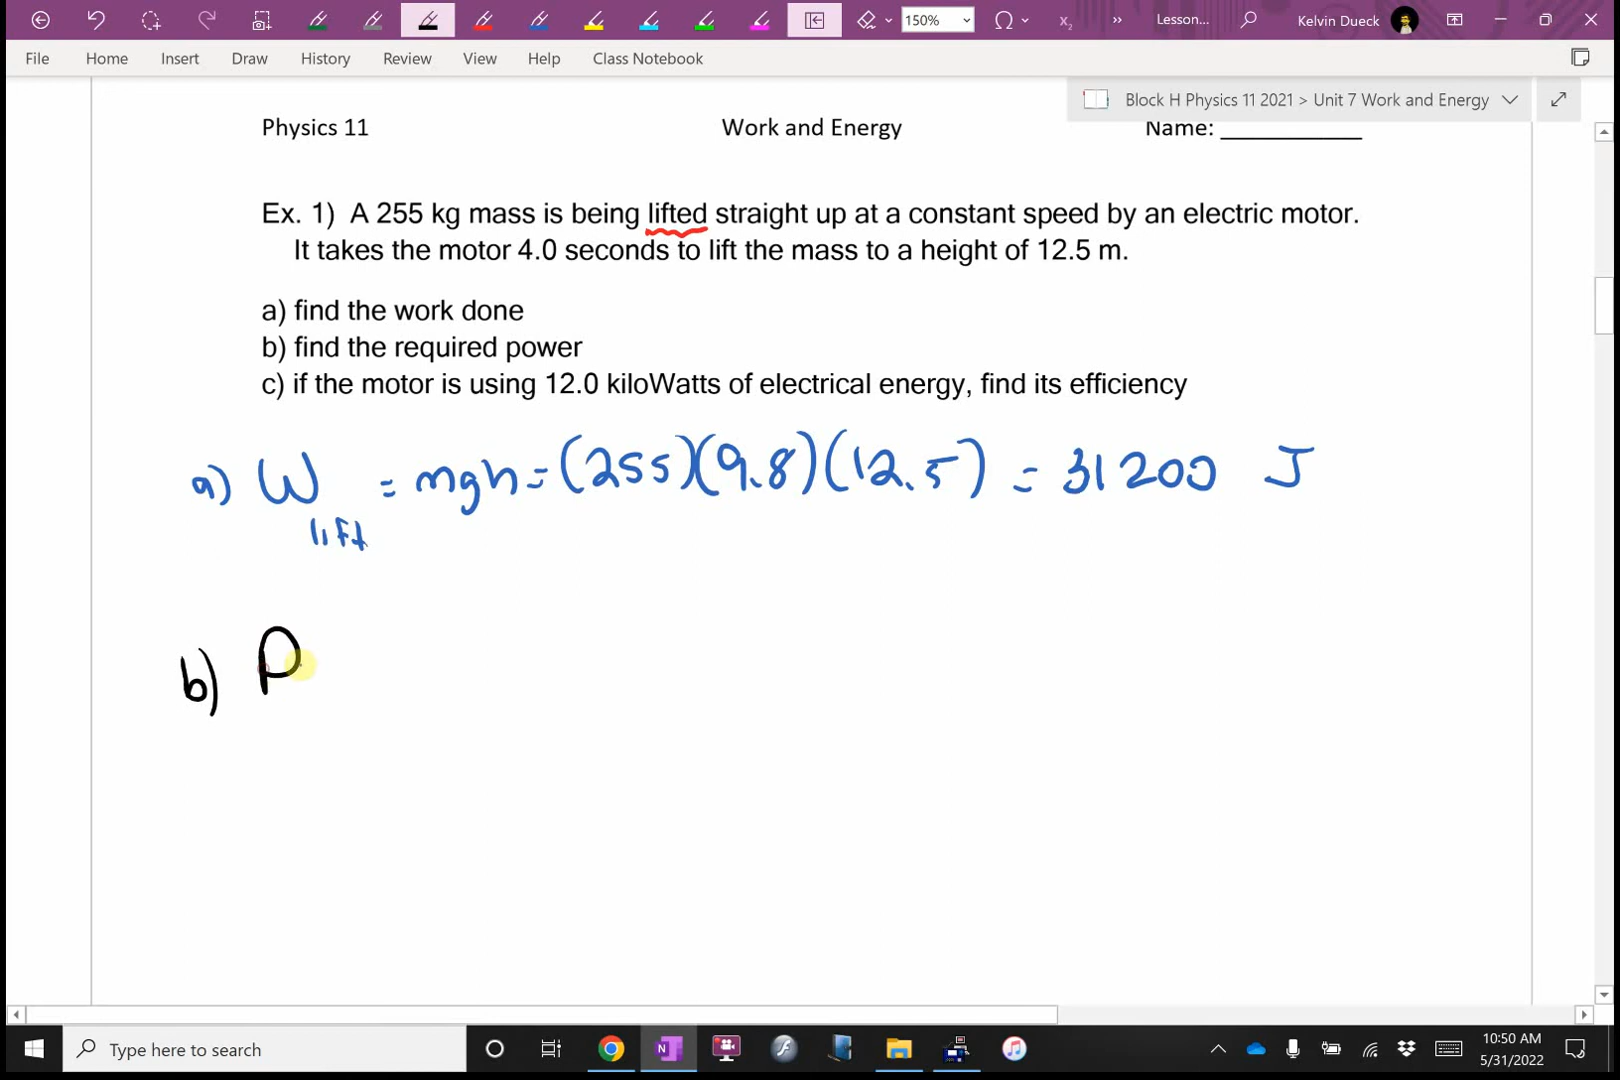 150%
Ω
x₂
Lesson...
Kelvin Dueck
File Home Insert Draw History Review View Help Class Notebook
Block H Physics 11 2021 > Unit 7 Work and Energy
Physics 11 Work and Energy Name: ____________
Ex. 1) A 255 kg mass is being lifted straight up at a constant speed by an electric motor.
It takes the motor 4.0 seconds to lift the mass to a height of 12.5 m.
a) find the work done
b) find the required power
c) if the motor is using 12.0 kiloWatts of electrical energy, find its efficiency
a) W lift = mgh = (255)(9.8)(12.5) = 31200 J
b) P
Type here to search
10:50 AM
5/31/2022